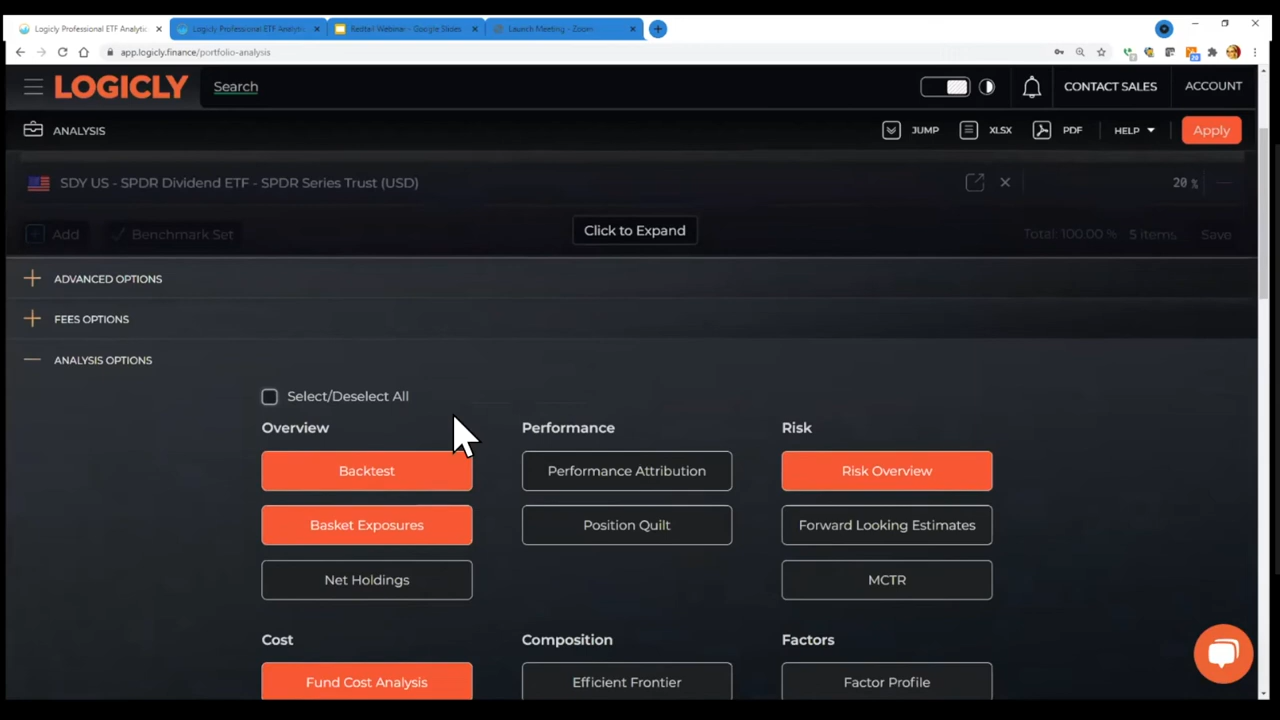 Logicly Professional ETF Analytic
Logicly Professional ETF Analytic
Restail Webinar - Google Slides
Launch Meeting - Zoom
app.logicly.finance/portfolio-analysis
LOGICLY
Search
CONTACT SALES
ACCOUNT
ANALYSIS
JUMP
XLSX
PDF
HELP
Apply
SDY US - SPDR Dividend ETF - SPDR Series Trust (USD)
20 %
Add
Benchmark Set
Click to Expand
Total: 100.00 %
5 items
Save
ADVANCED OPTIONS
FEES OPTIONS
ANALYSIS OPTIONS
Select/Deselect All
Overview
Performance
Risk
Backtest
Performance Attribution
Risk Overview
Basket Exposures
Position Quilt
Forward Looking Estimates
Net Holdings
MCTR
Cost
Composition
Factors
Fund Cost Analysis
Efficient Frontier
Factor Profile